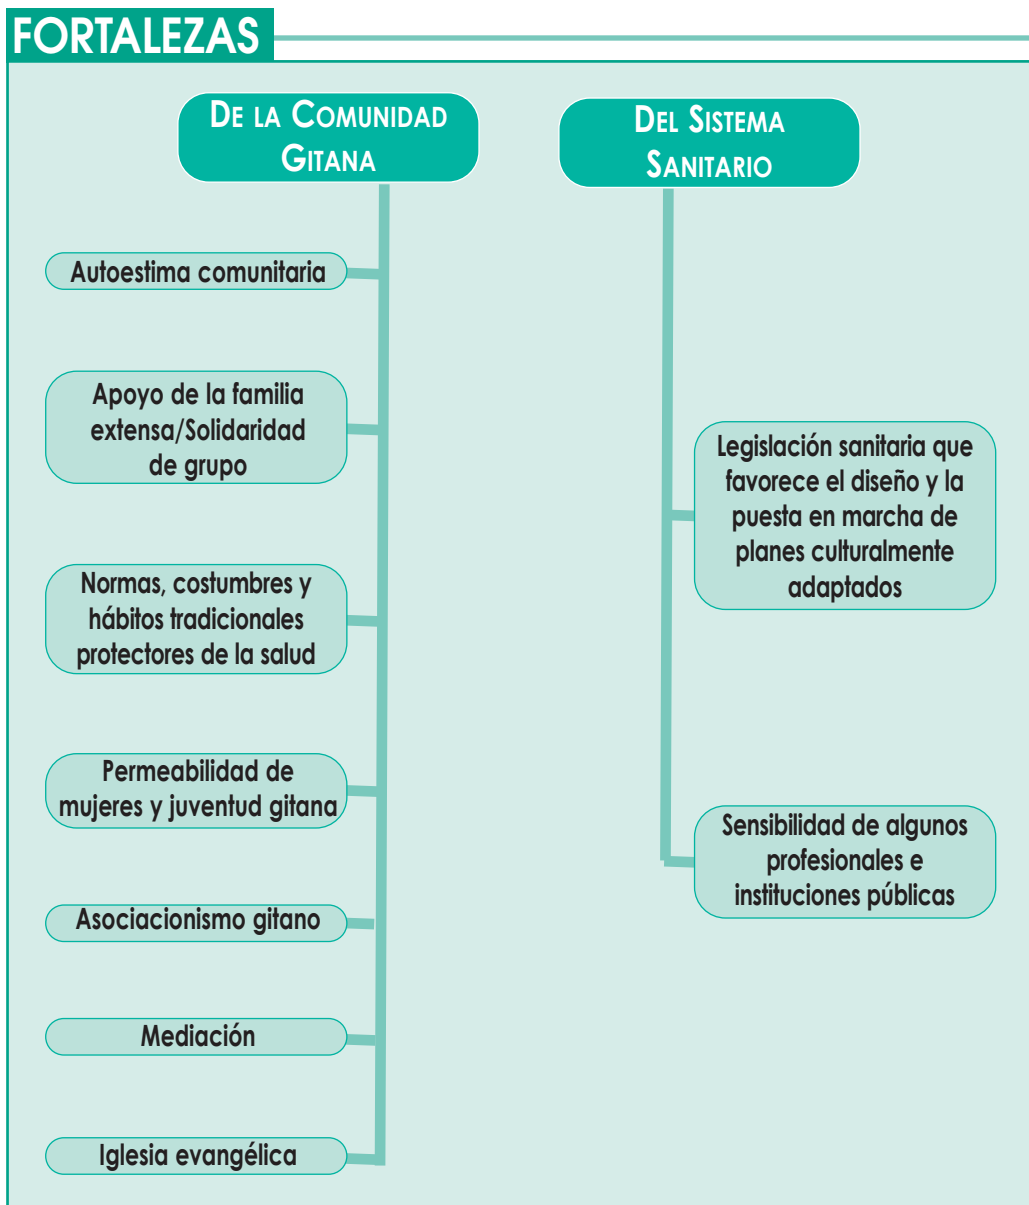 FORTALEZAS
DE LA COMUNIDAD
GITANA
Autoestima comunitaria
Apoyo de la familia
extensa/Solidaridad
de grupo
Normas, costumbres y
hábitos tradicionales
protectores de la salud
Permeabilidad de
mujeres y juventud gitana
Asociacionismo gitano
Mediación
Iglesia evangélica
DEL SISTEMA
SANITARIO
Legislación sanitaria que
favorece el diseño y la
puesta en marcha de
planes culturalmente
adaptados
Sensibilidad de algunos
profesionales e
instituciones públicas